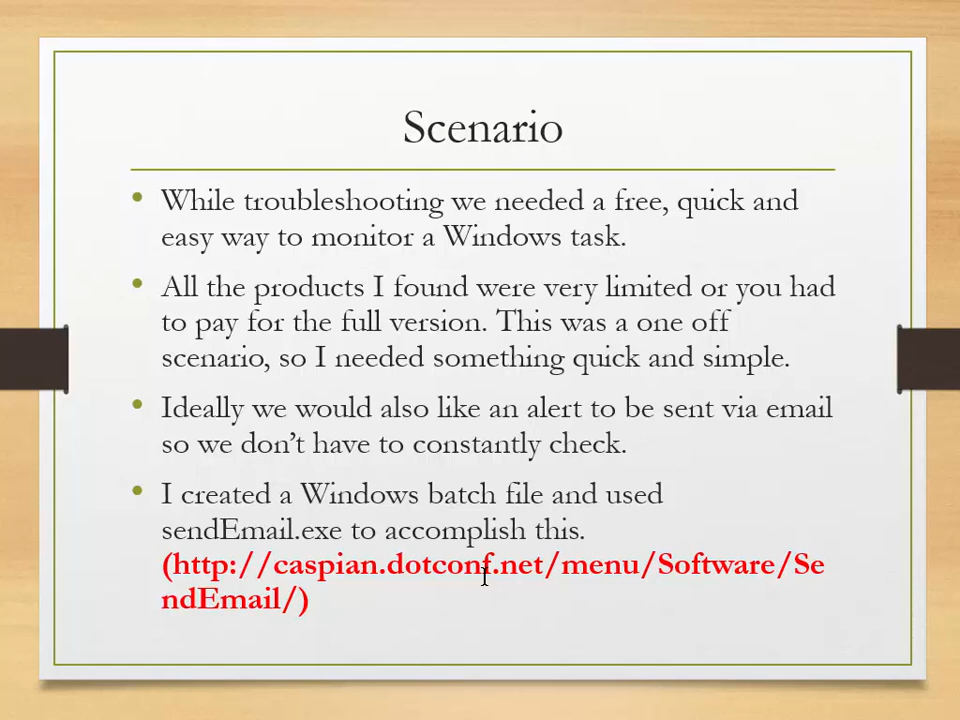 Scenario
• While troubleshooting we needed a free, quick and
easy way to monitor a Windows task.
• All the products I found were very limited or you had
to pay for the full version. This was a one off
scenario, so I needed something quick and simple.
• Ideally we would also like an alert to be sent via email
so we don’t have to constantly check.
• I created a Windows batch file and used
sendEmail.exe to accomplish this.
(http://caspian.dotconf.net/menu/Software/Se
ndEmail/)